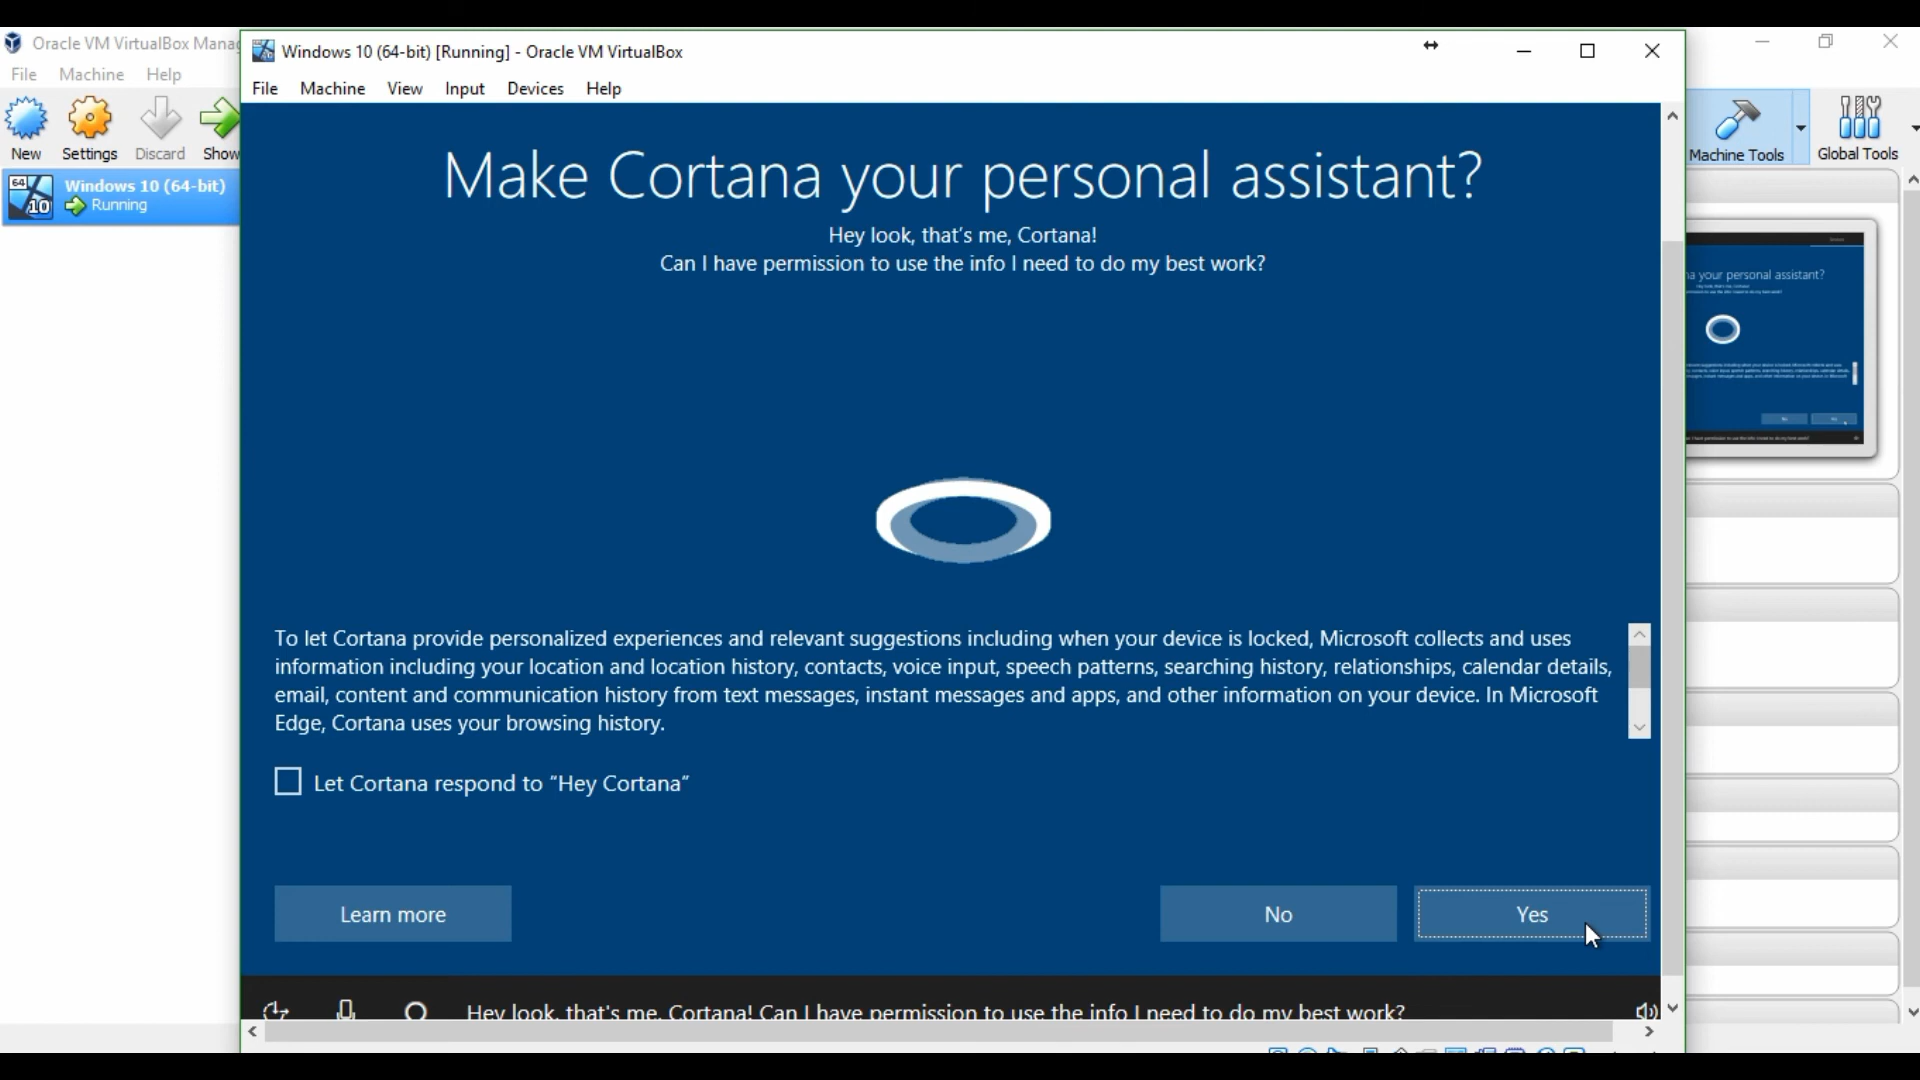 Oracle VM VirtualBox Manag
File Machine Help
New Settings Discard Show
64 10 Windows 10 (64-bit)
Running
Windows 10 (64-bit) [Running] - Oracle VM VirtualBox
File Machine View Input Devices Help
Make Cortana your personal assistant?
Hey look, that's me, Cortana!
Can I have permission to use the info I need to do my best work?
To let Cortana provide personalized experiences and relevant suggestions including when your device is locked, Microsoft collects and uses
information including your location and location history, contacts, voice input, speech patterns, searching history, relationships, calendar details,
email, content and communication history from text messages, instant messages and apps, and other information on your device. In Microsoft
Edge, Cortana uses your browsing history.
Let Cortana respond to “Hey Cortana”
Learn more No Yes
Hey look, that's me, Cortana! Can I have permission to use the info I need to do my best work?
Machine Tools Global Tools
a your personal assistant?